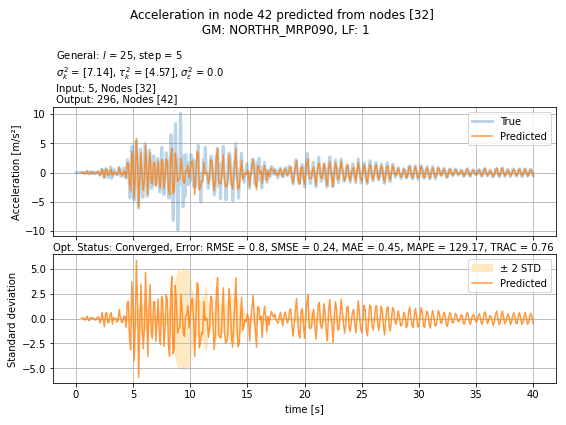 Acceleration in node 42 predicted from nodes [32]
GM: NORTHR_MRP090, LF: 1
General: l = 25, step = 5
σ²ₖ = [7.14], τ²ₖ = [4.57], σ²ₑ = 0.0
Input: 5, Nodes [32]
Output: 296, Nodes [42]
10
5
0
−5
−10
Acceleration [m/s²]
True
Predicted
Opt. Status: Converged, Error: RMSE = 0.8, SMSE = 0.24, MAE = 0.45, MAPE = 129.17, TRAC = 0.76
5.0
2.5
0.0
−2.5
−5.0
Standard deviation
± 2 STD
Predicted
0 5 10 15 20 25 30 35 40
time [s]